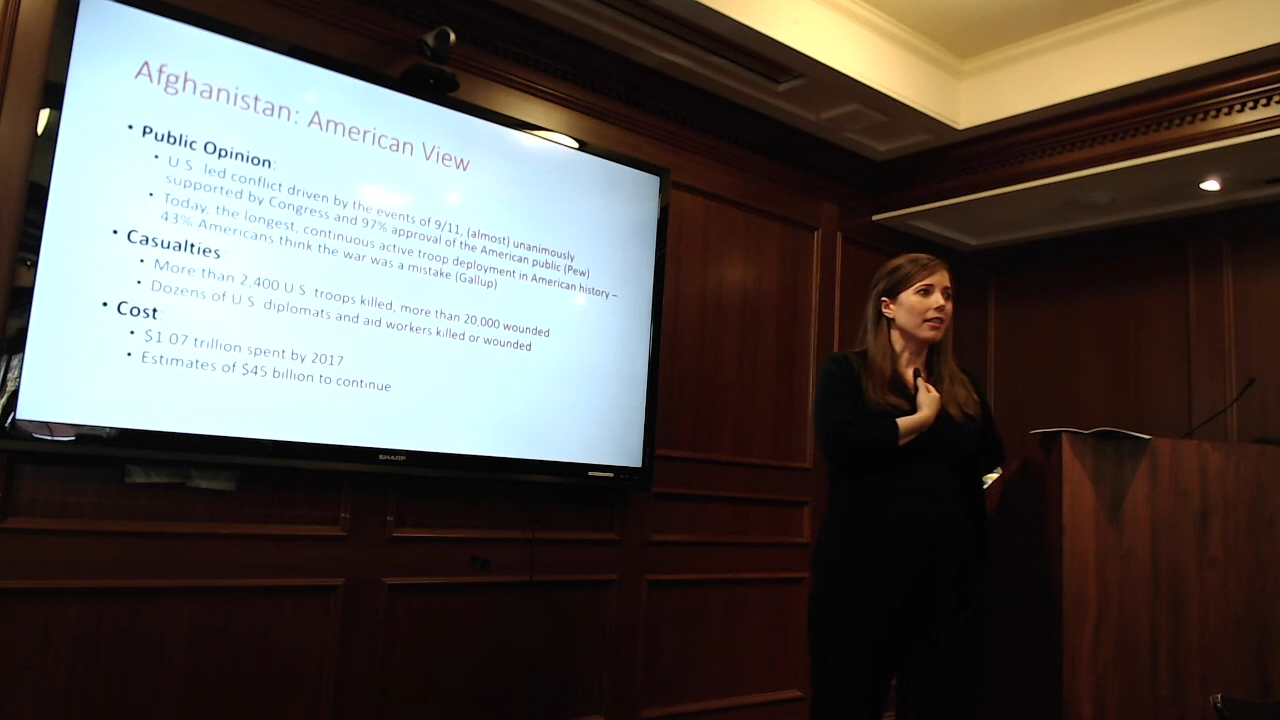 Afghanistan: American View
• Public Opinion:
• U.S.-led conflict driven by the events of 9/11, (almost) unanimously
supported by Congress and 97% approval of the American public (Pew)
• Today, the longest, continuous active troop deployment in American history –
43% Americans think the war was a mistake (Gallup)
• Casualties
• More than 2,400 U.S. troops killed, more than 20,000 wounded
• Dozens of U.S. diplomats and aid workers killed or wounded
• Cost:
• $1.07 trillion spent by 2017
• Estimates of $45 billion to continue
SHARP